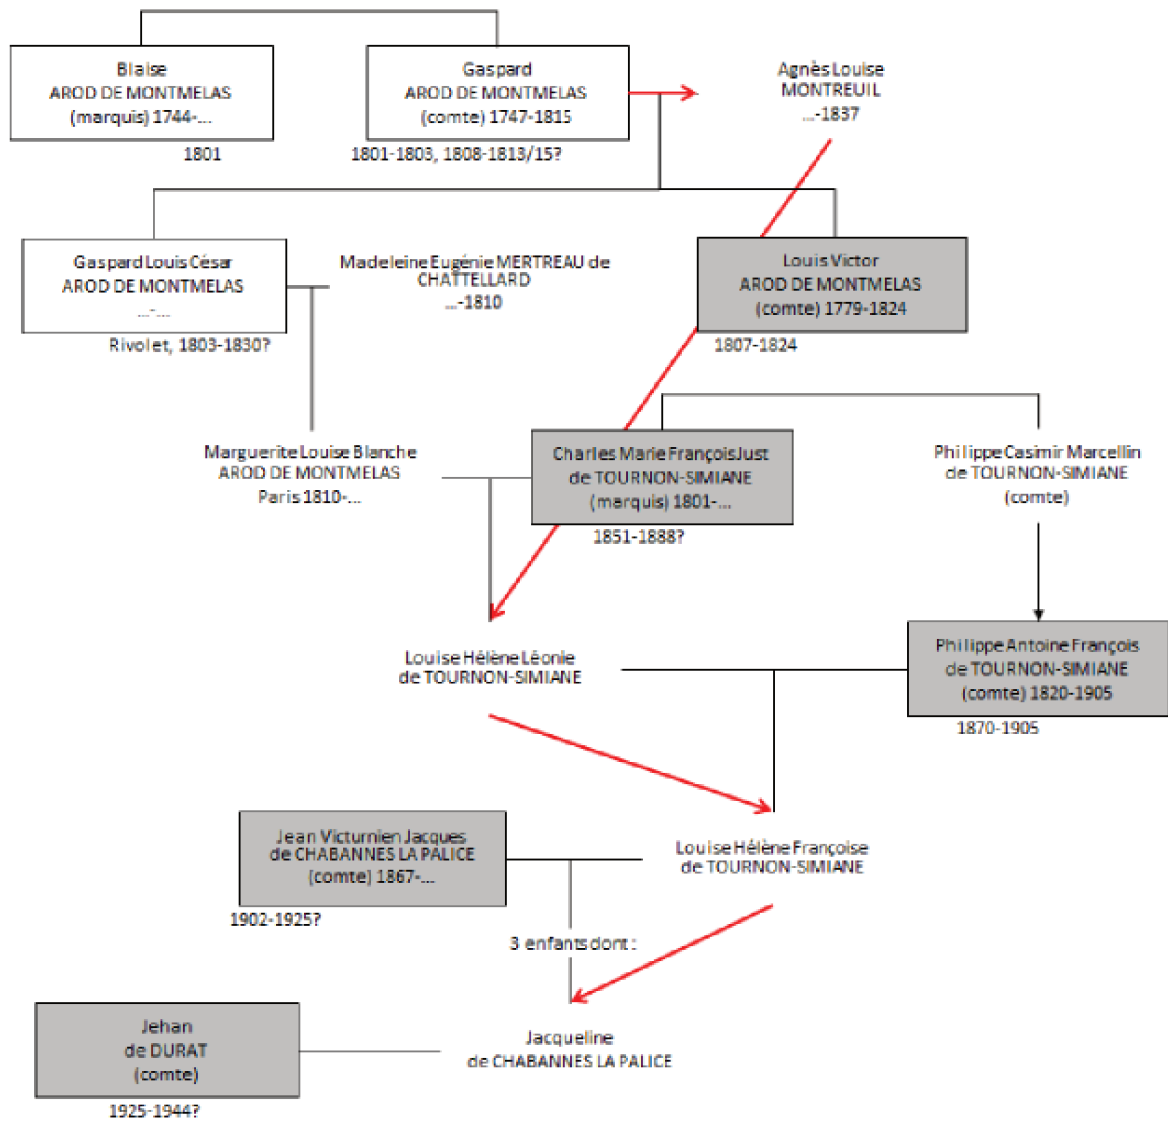 Blaise
AROD DE MONTMELAS
(marquis) 1744-...
1801
Gaspard
AROD DE MONTMELAS
(comte) 1747-1815
1801-1803, 1808-1813/15?
Agnès Louise
MONTREUIL
...-1837
Gaspard Louis César
AROD DE MONTMELAS
...-...
Rivolet, 1803-1830?
Madeleine Eugénie MERTREAU de
CHATTELLARD
...-1810
Louis Victor
AROD DE MONTMELAS
(comte) 1779-1824
1807-1824
Marguerite Louise Blanche
AROD DE MONTMELAS
Paris 1810-...
Charles Marie François Just
de TOURNON-SIMIANE
(marquis) 1801-...
1851-1888?
Philippe Casimir Marcellin
de TOURNON-SIMIANE
(comte)
Louise Hélène Léonie
de TOURNON-SIMIANE
Philippe Antoine François
de TOURNON-SIMIANE
(comte) 1820-1905
1870-1905
Jean Victurnien Jacques
de CHABANNES LA PALICE
(comte) 1867-...
1902-1925?
Louise Hélène Françoise
de TOURNON-SIMIANE
3 enfants dont :
Jehan
de DURAT
(comte)
1925-1944?
Jacqueline
de CHABANNES LA PALICE